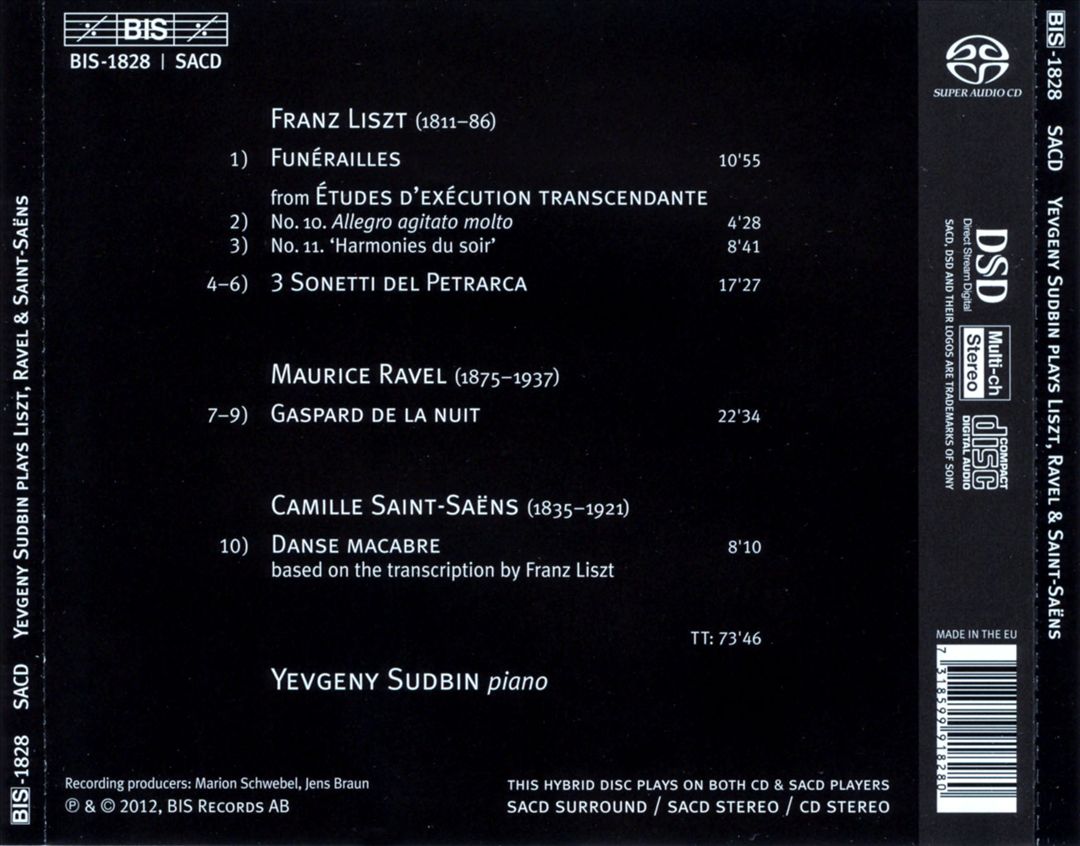 BIS
BIS-1828 | SACD
FRANZ LISZT (1811–86)
1) FUNÉRAILLES 10'55
from ÉTUDES D'EXÉCUTION TRANSCENDANTE
2) No. 10. Allegro agitato molto 4'28
3) No. 11. ‘Harmonies du soir’ 8'41
4–6) 3 SONETTI DEL PETRARCA 17'27
MAURICE RAVEL (1875–1937)
7–9) GASPARD DE LA NUIT 22'34
CAMILLE SAINT-SAËNS (1835–1921)
10) DANSE MACABRE 8'10
based on the transcription by Franz Liszt
TT: 73'46
YEVGENY SUDBIN piano
Recording producers: Marion Schwebel, Jens Braun
℗ & © 2012, BIS RECORDS AB
THIS HYBRID DISC PLAYS ON BOTH CD & SACD PLAYERS
SACD SURROUND / SACD STEREO / CD STEREO
SUPER AUDIO CD
DSD
Direct Stream Digital
SACD, DSD AND THEIR LOGOS ARE TRADEMARKS OF SONY
Multi-ch
Stereo
COMPACT
disc
DIGITAL AUDIO
MADE IN THE EU
7 318599 918280
BIS-1828 SACD YEVGENY SUDBIN PLAYS LISZT, RAVEL & SAINT-SAËNS
BIS-1828 SACD YEVGENY SUDBIN PLAYS LISZT, RAVEL & SAINT-SAËNS